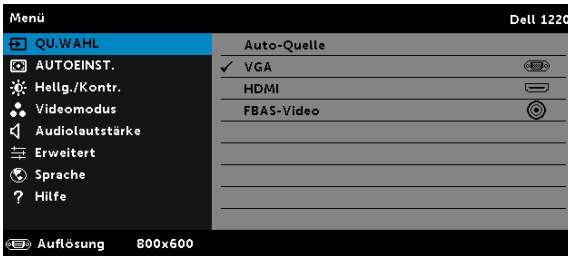 Menü Dell 1220
QU.WAHL
AUTOEINST.
Hellg./Kontr.
Videomodus
Audiolautstärke
Erweitert
Sprache
Hilfe
Auto-Quelle
VGA
HDMI
FBAS-Video
Auflösung 800x600